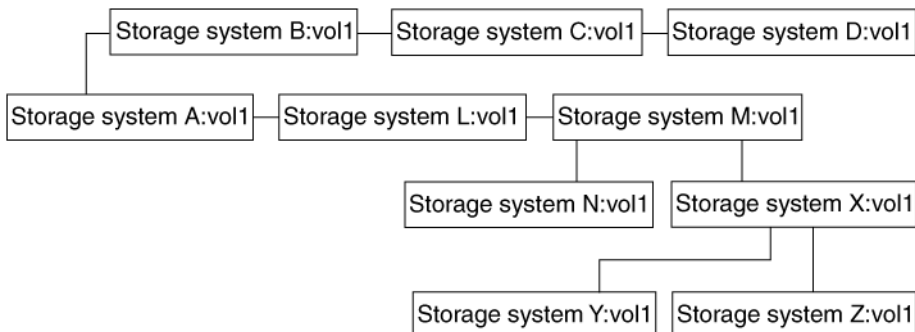 Storage system B:vol1
Storage system C:vol1
Storage system D:vol1
Storage system A:vol1
Storage system L:vol1
Storage system M:vol1
Storage system N:vol1
Storage system X:vol1
Storage system Y:vol1
Storage system Z:vol1